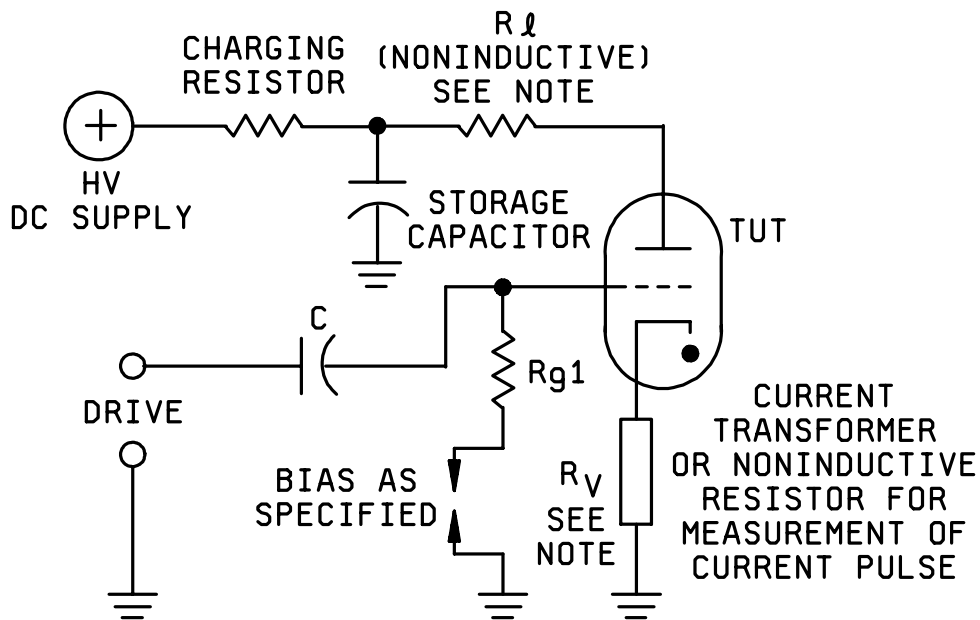 CHARGING
RESISTOR
Rℓ
(NONINDUCTIVE)
SEE NOTE
+
HV
DC SUPPLY
STORAGE
CAPACITOR
TUT
C
Rg1
DRIVE
BIAS AS
SPECIFIED
RV
SEE
NOTE
CURRENT
TRANSFORMER
OR NONINDUCTIVE
RESISTOR FOR
MEASUREMENT OF
CURRENT PULSE